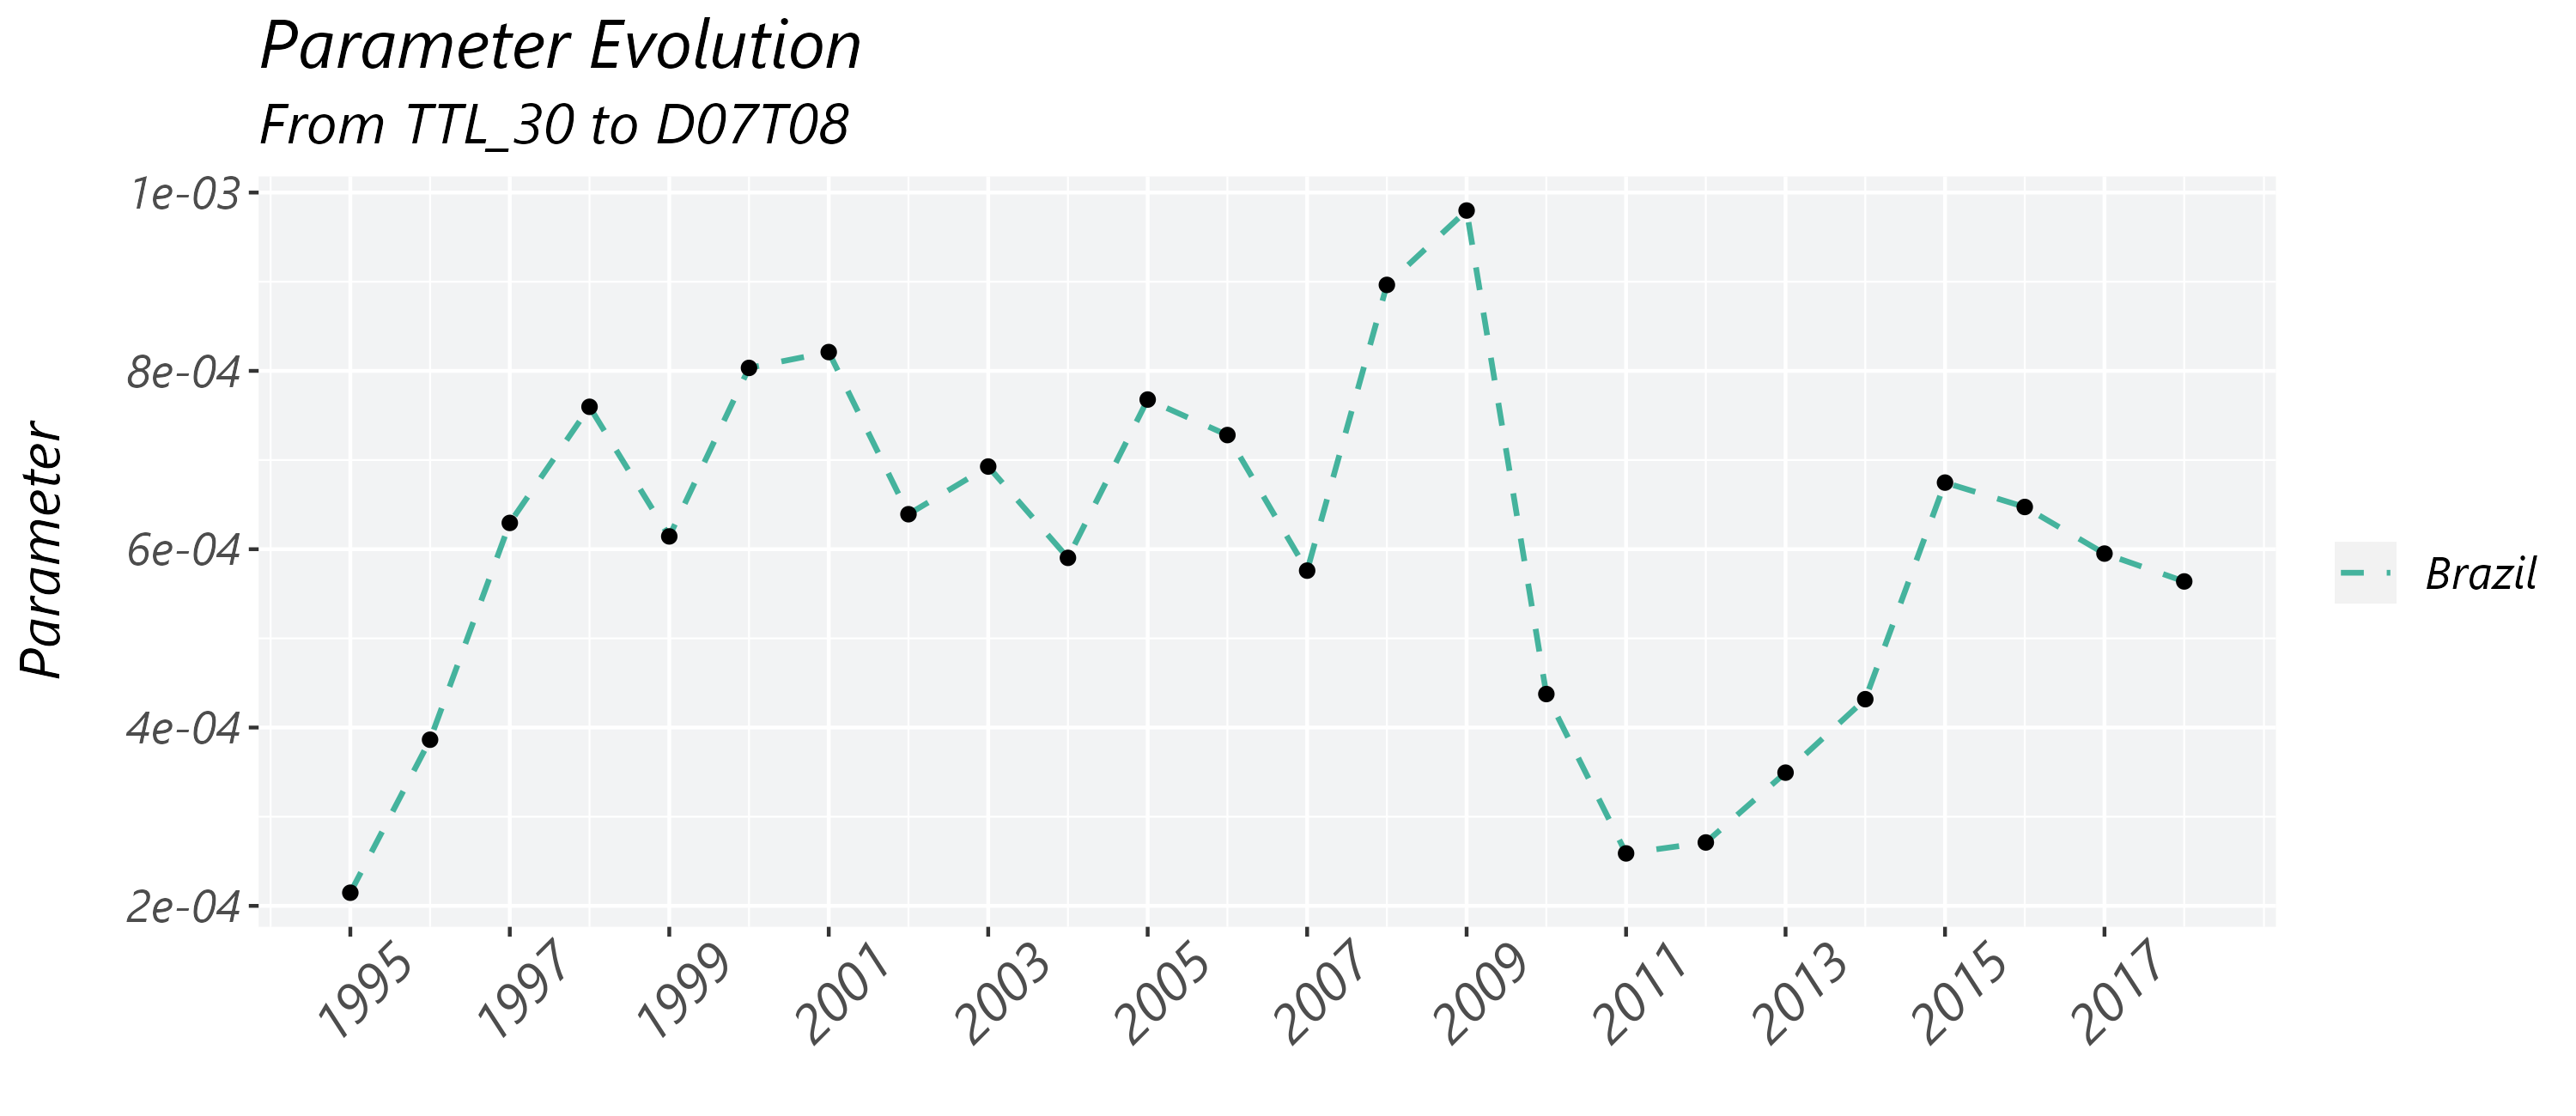 Parameter Evolution
From TTL_30 to D07T08
Parameter
1e-03
8e-04
6e-04
4e-04
2e-04
1995
1997
1999
2001
2003
2005
2007
2009
2011
2013
2015
2017
Brazil